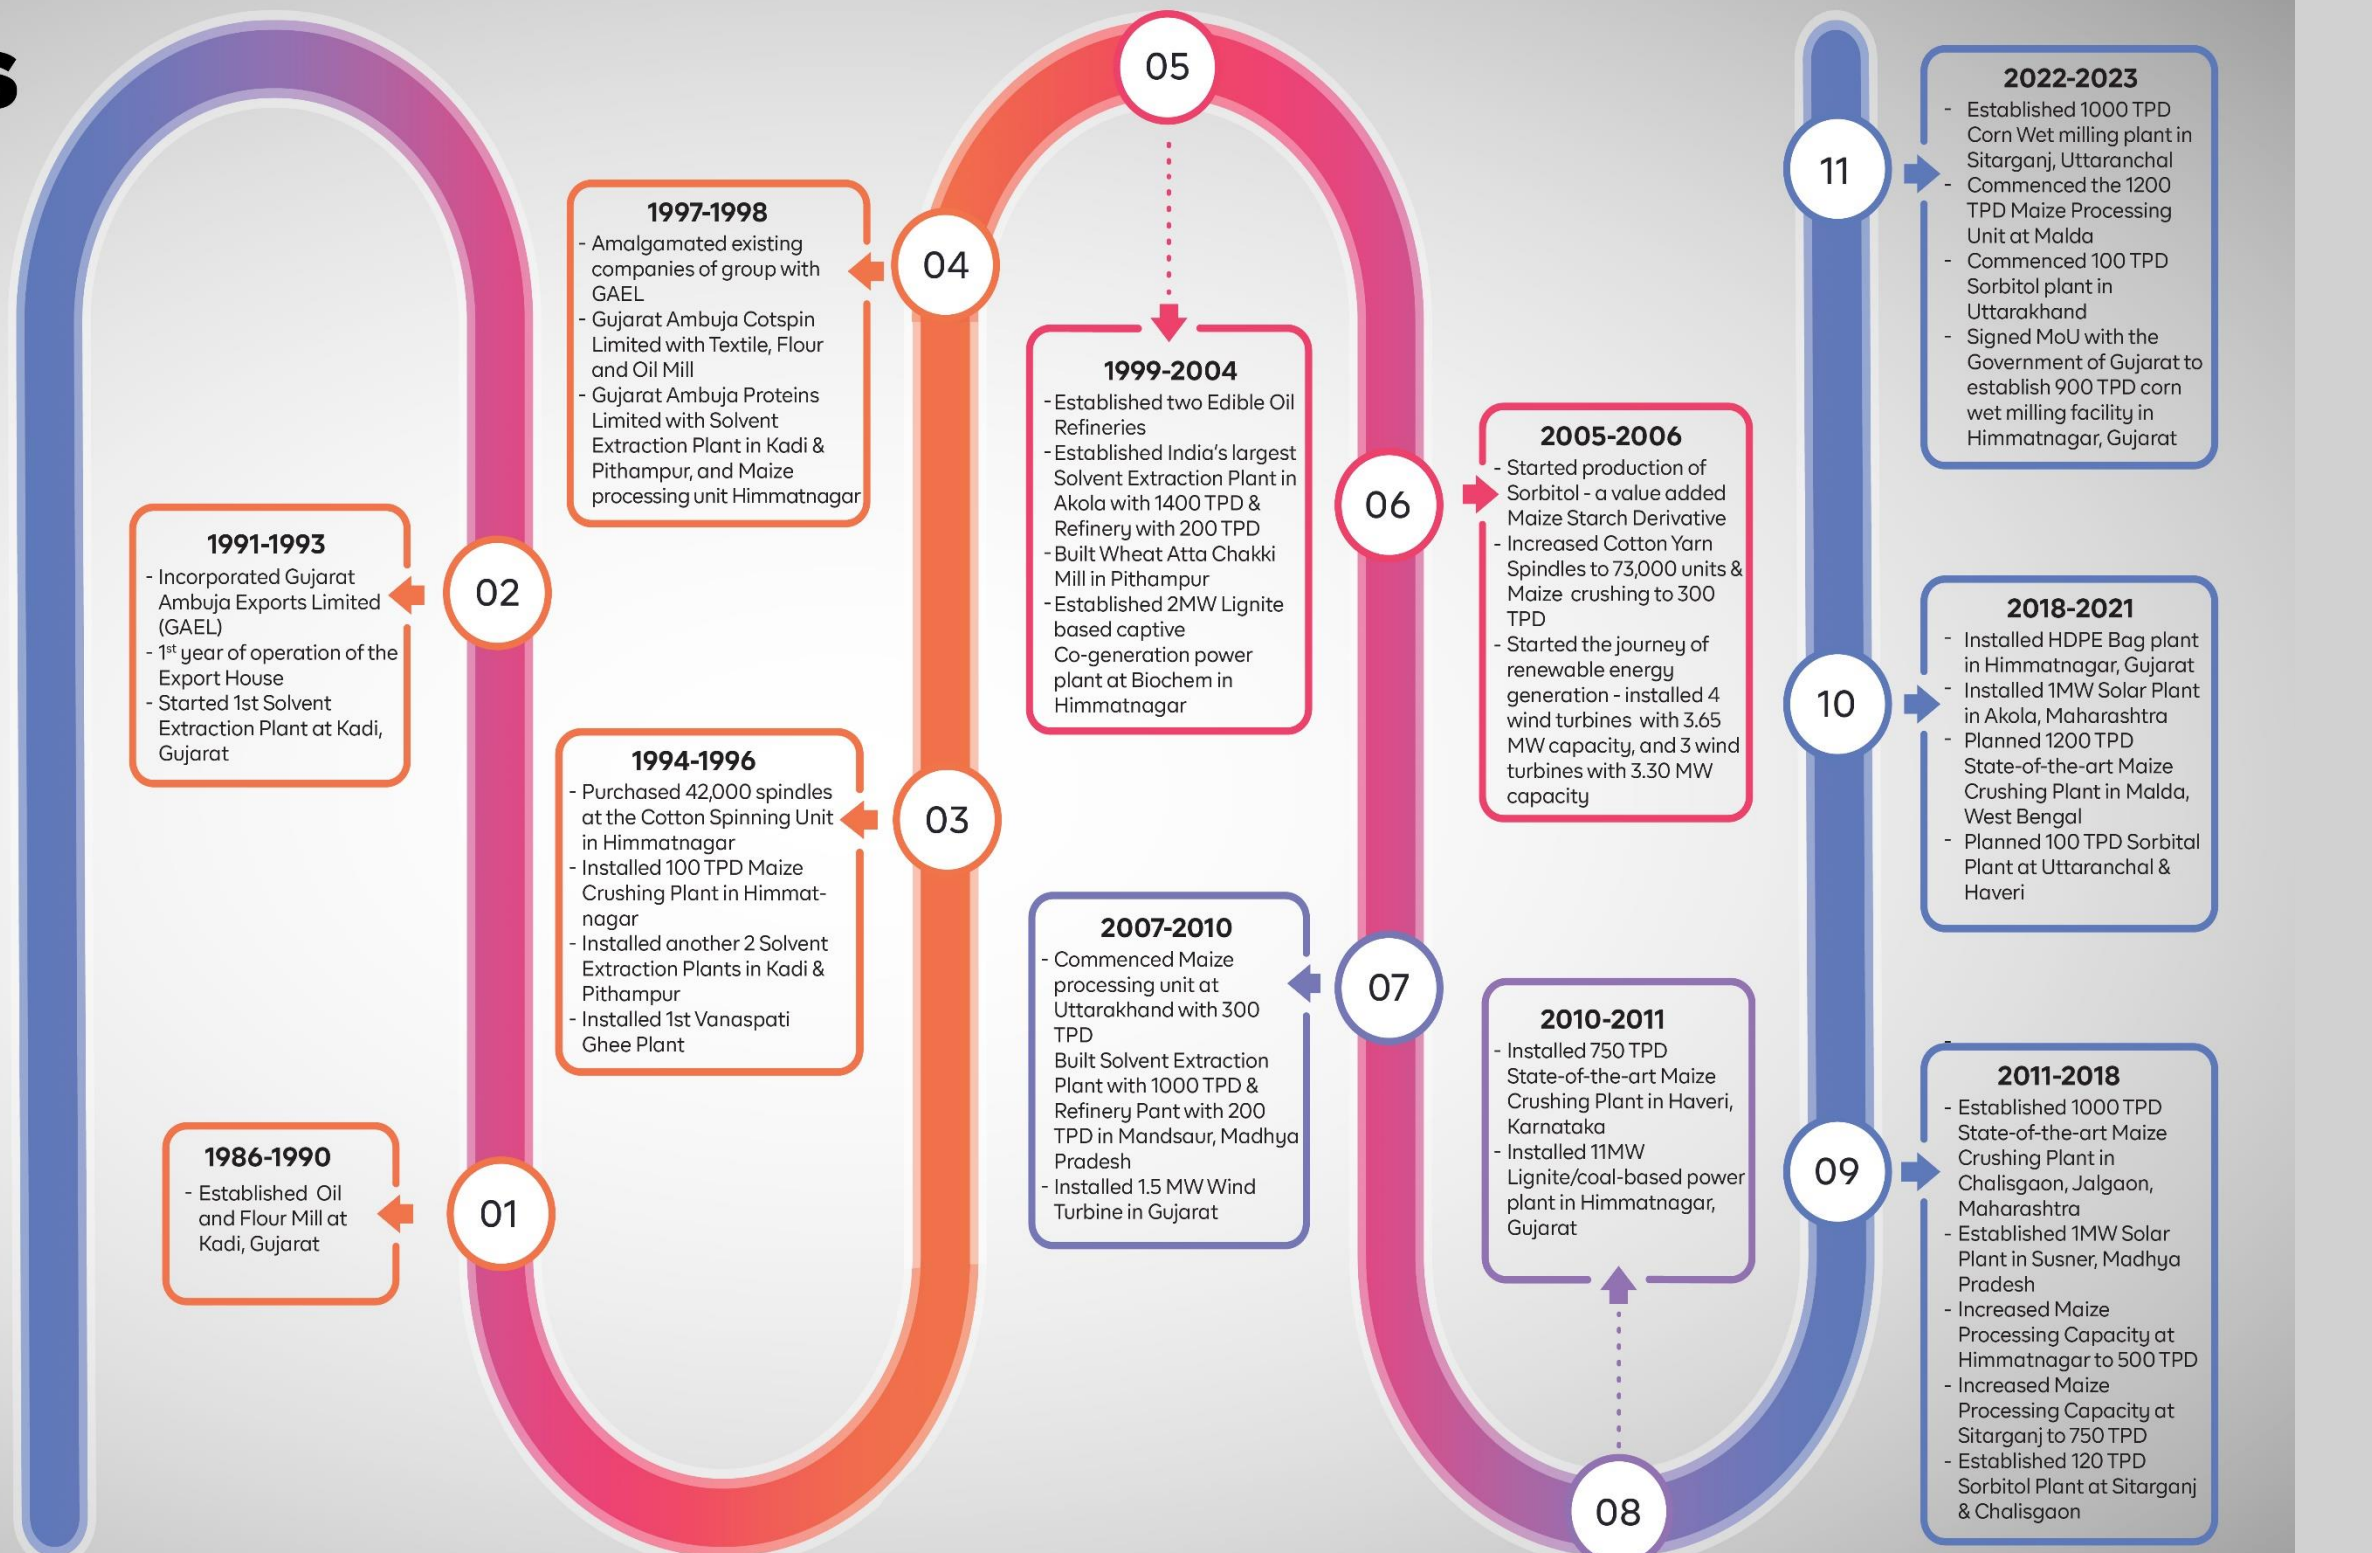 s
01
1986-1990
- Established Oil
and Flour Mill at
Kadi, Gujarat
02
1991-1993
- Incorporated Gujarat
Ambuja Exports Limited
(GAEL)
- 1st year of operation of the
Export House
- Started 1st Solvent
Extraction Plant at Kadi,
Gujarat
03
1994-1996
- Purchased 42,000 spindles
at the Cotton Spinning Unit
in Himmatnagar
- Installed 100 TPD Maize
Crushing Plant in Himmat-
nagar
- Installed another 2 Solvent
Extraction Plants in Kadi &
Pithampur
- Installed 1st Vanaspati
Ghee Plant
04
1997-1998
- Amalgamated existing
companies of group with
GAEL
- Gujarat Ambuja Cotspin
Limited with Textile, Flour
and Oil Mill
- Gujarat Ambuja Proteins
Limited with Solvent
Extraction Plant in Kadi &
Pithampur, and Maize
processing unit Himmatnagar
05
1999-2004
- Established two Edible Oil
Refineries
- Established India's largest
Solvent Extraction Plant in
Akola with 1400 TPD &
Refinery with 200 TPD
- Built Wheat Atta Chakki
Mill in Pithampur
- Established 2MW Lignite
based captive
Co-generation power
plant at Biochem in
Himmatnagar
06
2005-2006
- Started production of
Sorbitol - a value added
Maize Starch Derivative
- Increased Cotton Yarn
Spindles to 73,000 units &
Maize crushing to 300
TPD
- Started the journey of
renewable energy
generation - installed 4
wind turbines with 3.65
MW capacity, and 3 wind
turbines with 3.30 MW
capacity
07
2007-2010
- Commenced Maize
processing unit at
Uttarakhand with 300
TPD
Built Solvent Extraction
Plant with 1000 TPD &
Refinery Pant with 200
TPD in Mandsaur, Madhya
Pradesh
- Installed 1.5 MW Wind
Turbine in Gujarat
08
2010-2011
- Installed 750 TPD
State-of-the-art Maize
Crushing Plant in Haveri,
Karnataka
- Installed 11MW
Lignite/coal-based power
plant in Himmatnagar,
Gujarat
09
-
2011-2018
- Established 1000 TPD
State-of-the-art Maize
Crushing Plant in
Chalisgaon, Jalgaon,
Maharashtra
- Established 1MW Solar
Plant in Susner, Madhya
Pradesh
- Increased Maize
Processing Capacity at
Himmatnagar to 500 TPD
- Increased Maize
Processing Capacity at
Sitarganj to 750 TPD
- Established 120 TPD
Sorbitol Plant at Sitarganj
& Chalisgaon
10
2018-2021
- Installed HDPE Bag plant
in Himmatnagar, Gujarat
- Installed 1MW Solar Plant
in Akola, Maharashtra
- Planned 1200 TPD
State-of-the-art Maize
Crushing Plant in Malda,
West Bengal
- Planned 100 TPD Sorbital
Plant at Uttaranchal &
Haveri
11
2022-2023
- Established 1000 TPD
Corn Wet milling plant in
Sitarganj, Uttaranchal
- Commenced the 1200
TPD Maize Processing
Unit at Malda
- Commenced 100 TPD
Sorbitol plant in
Uttarakhand
- Signed MoU with the
Government of Gujarat to
establish 900 TPD corn
wet milling facility in
Himmatnagar, Gujarat